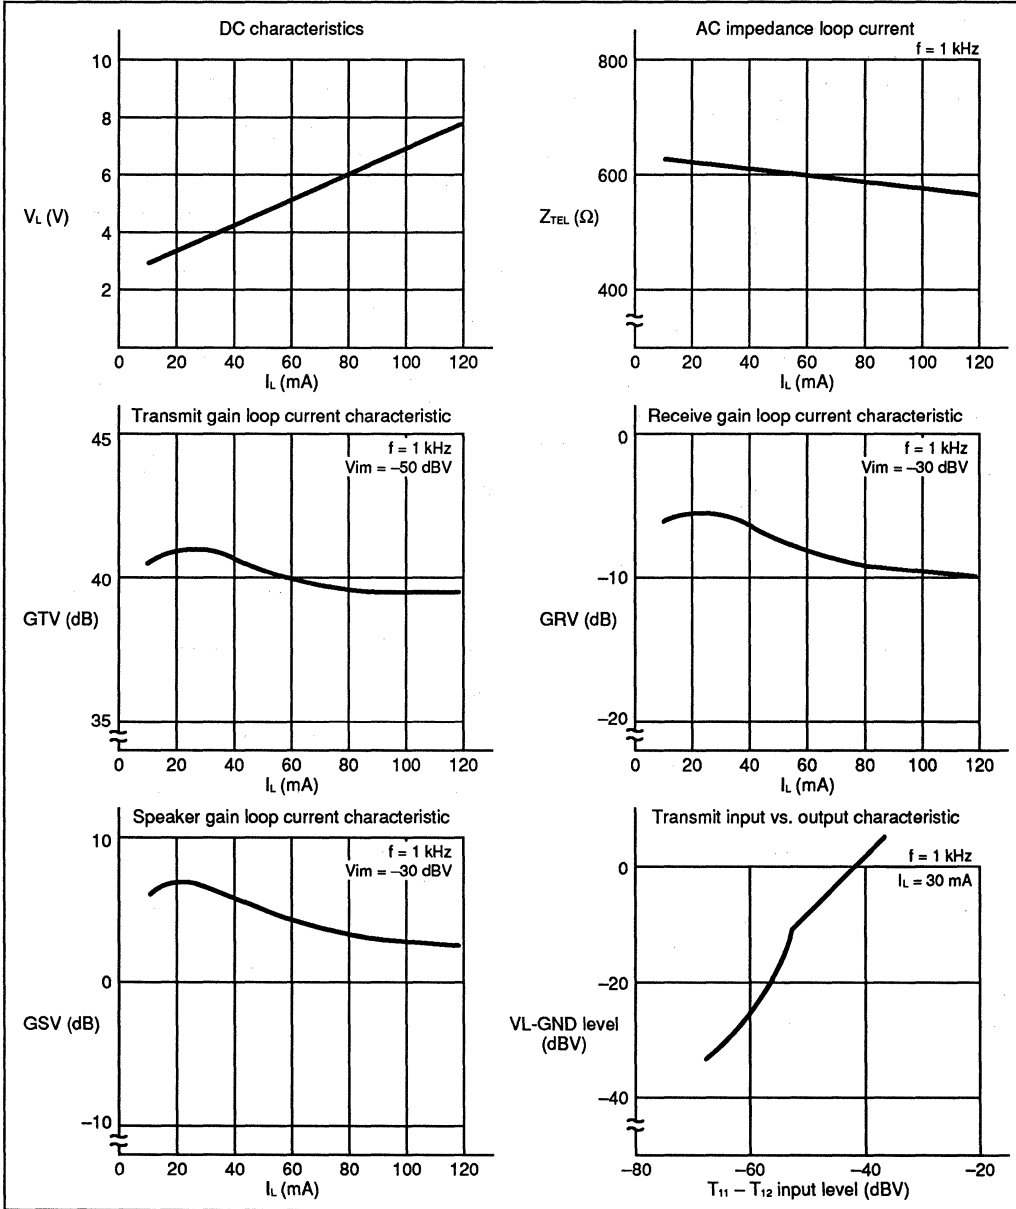 DC characteristics
10
8
6
4
2
V_L (V)
0 20 40 60 80 100 120
I_L (mA)
AC impedance loop current
f = 1 kHz
800
600
400
Z_TEL (Ω)
0 20 40 60 80 100 120
I_L (mA)
Transmit gain loop current characteristic
f = 1 kHz
Vim = –50 dBV
45
40
35
GTV (dB)
0 20 40 60 80 100 120
I_L (mA)
Receive gain loop current characteristic
f = 1 kHz
Vim = –30 dBV
0
–10
–20
GRV (dB)
0 20 40 60 80 100 120
I_L (mA)
Speaker gain loop current characteristic
f = 1 kHz
Vim = –30 dBV
10
0
–10
GSV (dB)
0 20 40 60 80 100 120
I_L (mA)
Transmit input vs. output characteristic
f = 1 kHz
I_L = 30 mA
0
–20
–40
VL-GND level
(dBV)
–80 –60 –40 –20
T₁₁ – T₁₂ input level (dBV)